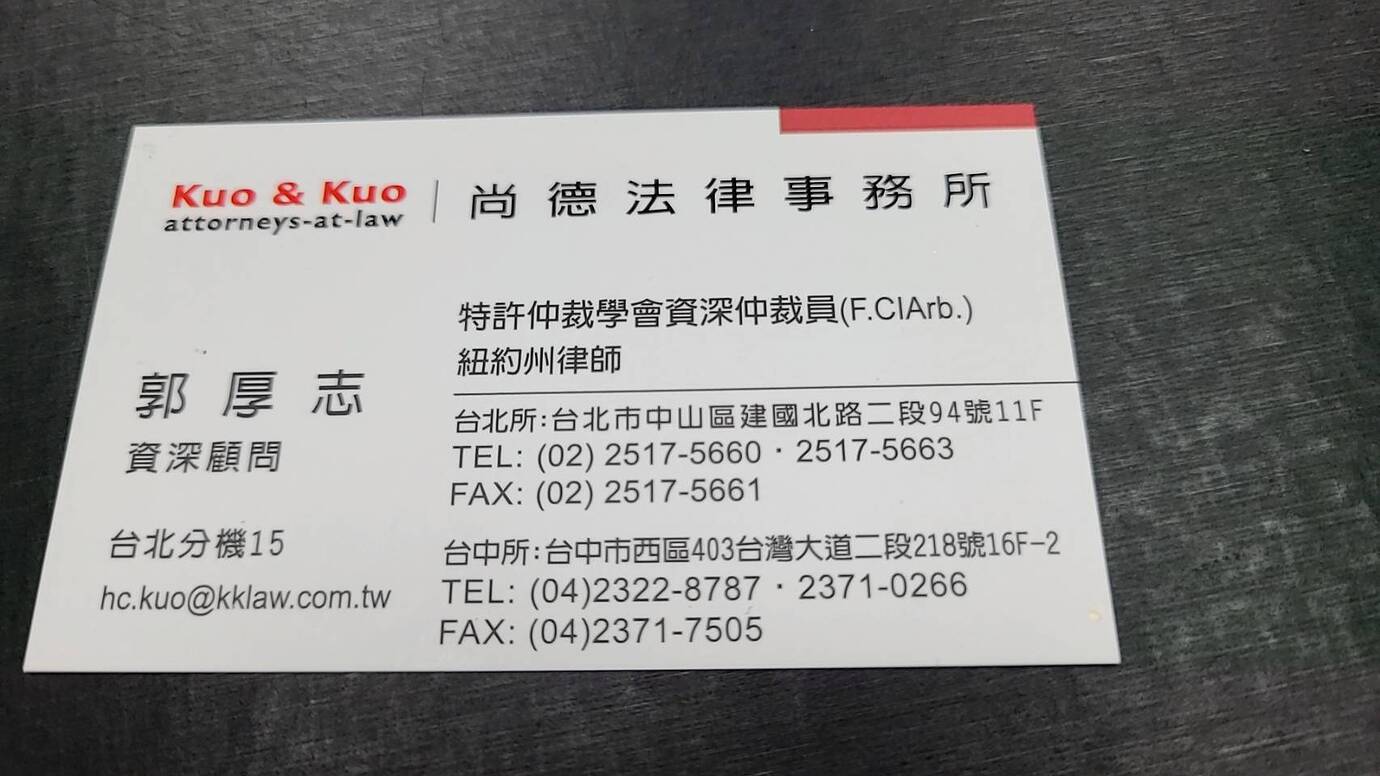 Kuo & Kuo
attorneys-at-law
尚德法律事務所
特許仲裁學會資深仲裁員(F.CIArb.)
紐約州律師
郭厚志
資深顧問
台北分機15
hc.kuo@kklaw.com.tw
台北所:台北市中山區建國北路二段94號11F
TEL: (02) 2517-5660・2517-5663
FAX: (02) 2517-5661
台中所:台中市西區403台灣大道二段218號16F-2
TEL: (04)2322-8787・2371-0266
FAX: (04)2371-7505